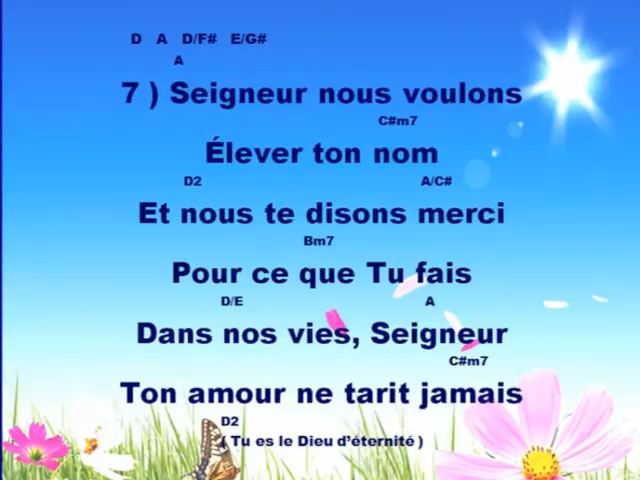 D A D/F# E/G#
A
7 ) Seigneur nous voulons
C#m7
Élever ton nom
D2 A/C#
Et nous te disons merci
Bm7
Pour ce que Tu fais
D/E A
Dans nos vies, Seigneur
C#m7
Ton amour ne tarit jamais
D2
( Tu es le Dieu d'éternité )